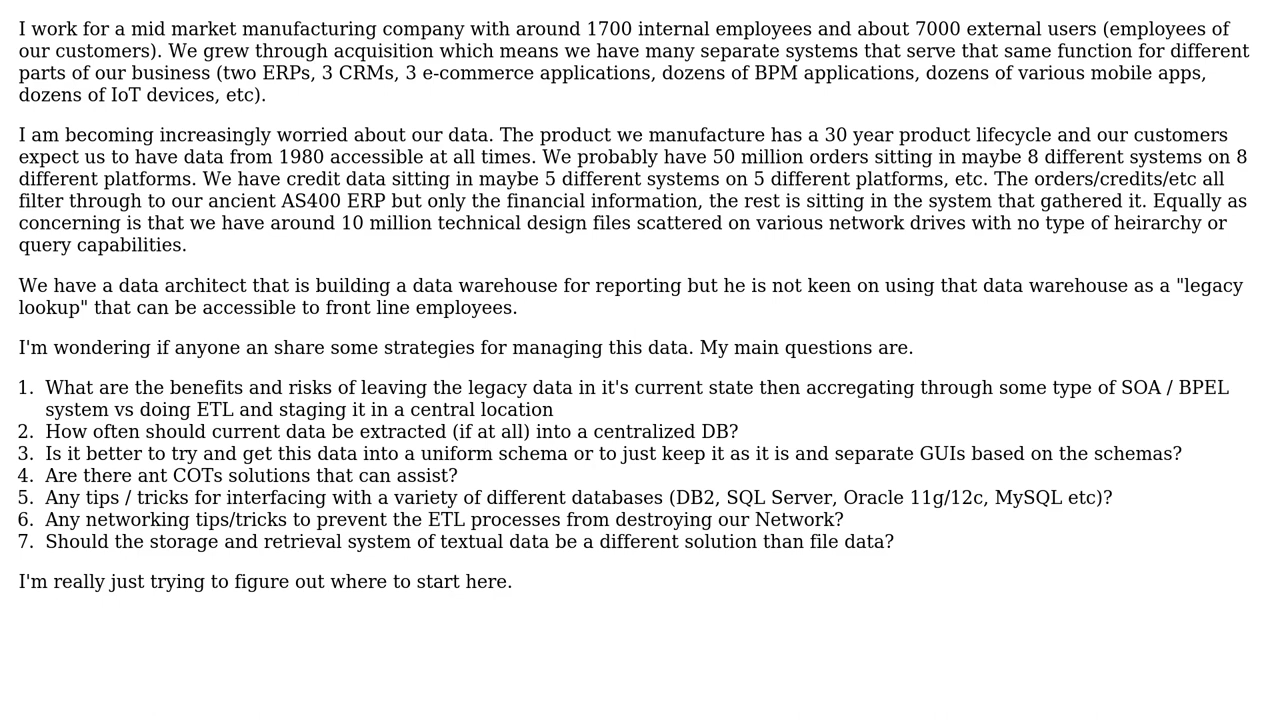 I work for a mid market manufacturing company with around 1700 internal employees and about 7000 external users (employees of
our customers). We grew through acquisition which means we have many separate systems that serve that same function for different
parts of our business (two ERPs, 3 CRMs, 3 e-commerce applications, dozens of BPM applications, dozens of various mobile apps,
dozens of IoT devices, etc).
I am becoming increasingly worried about our data. The product we manufacture has a 30 year product lifecycle and our customers
expect us to have data from 1980 accessible at all times. We probably have 50 million orders sitting in maybe 8 different systems on 8
different platforms. We have credit data sitting in maybe 5 different systems on 5 different platforms, etc. The orders/credits/etc all
filter through to our ancient AS400 ERP but only the financial information, the rest is sitting in the system that gathered it. Equally as
concerning is that we have around 10 million technical design files scattered on various network drives with no type of heirarchy or
query capabilities.
We have a data architect that is building a data warehouse for reporting but he is not keen on using that data warehouse as a "legacy
lookup" that can be accessible to front line employees.
I'm wondering if anyone an share some strategies for managing this data. My main questions are.
1. What are the benefits and risks of leaving the legacy data in it's current state then accregating through some type of SOA / BPEL
system vs doing ETL and staging it in a central location
2. How often should current data be extracted (if at all) into a centralized DB?
3. Is it better to try and get this data into a uniform schema or to just keep it as it is and separate GUIs based on the schemas?
4. Are there ant COTs solutions that can assist?
5. Any tips / tricks for interfacing with a variety of different databases (DB2, SQL Server, Oracle 11g/12c, MySQL etc)?
6. Any networking tips/tricks to prevent the ETL processes from destroying our Network?
7. Should the storage and retrieval system of textual data be a different solution than file data?
I'm really just trying to figure out where to start here.